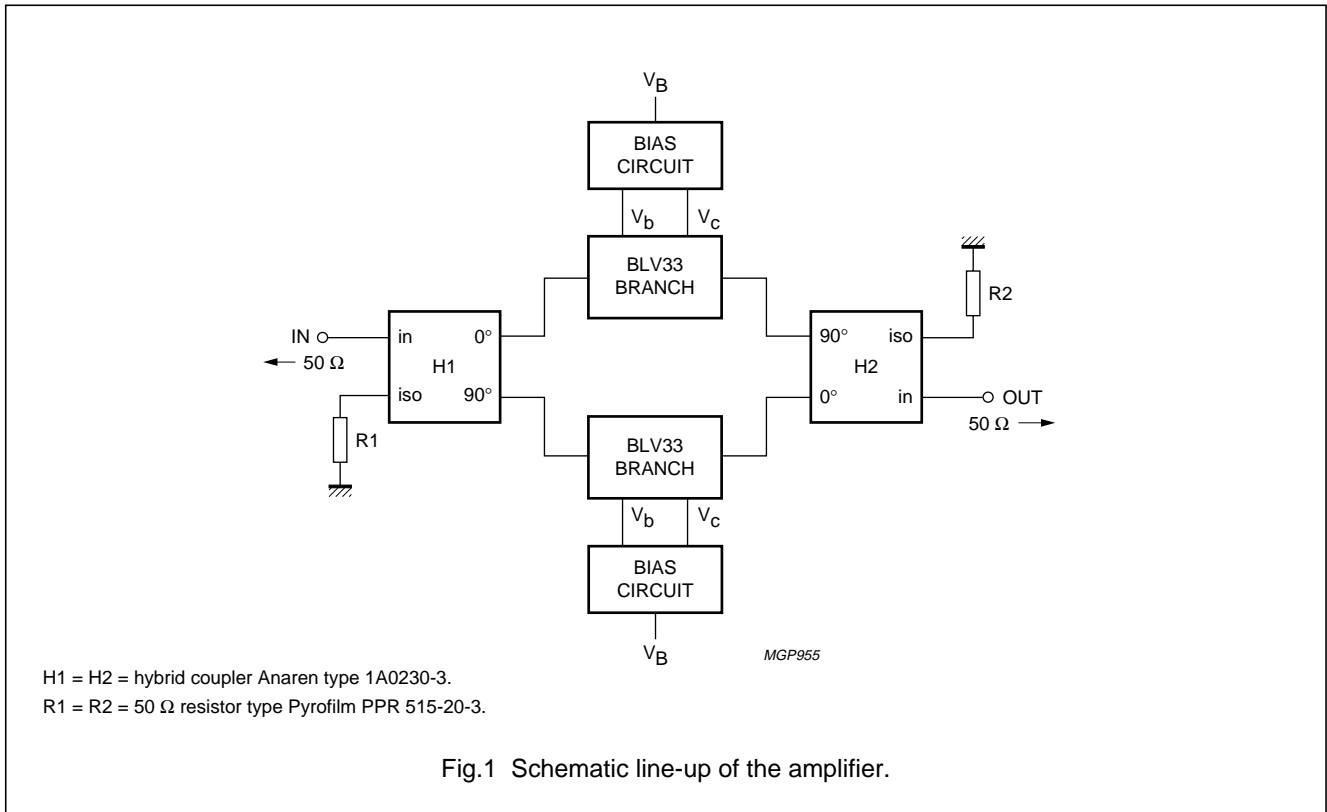 V_B
BIAS
CIRCUIT
V_b V_c
BLV33
BRANCH
R2
IN in 0° 90° iso
50 Ω H1 H2
iso 90° 0° in OUT
50 Ω
R1
BLV33
BRANCH
V_b V_c
BIAS
CIRCUIT
V_B
MGP955
H1 = H2 = hybrid coupler Anaren type 1A0230-3.
R1 = R2 = 50 Ω resistor type Pyrofilm PPR 515-20-3.
Fig.1 Schematic line-up of the amplifier.